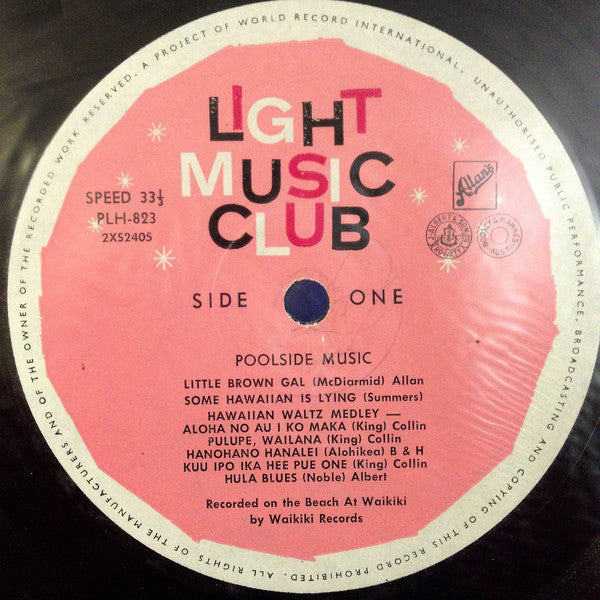 ALL RIGHTS OF THE MANUFACTURERS AND OF THE OWNER OF THE RECORDED WORK RESERVED. A PROJECT OF WORLD RECORD INTERNATIONAL. UNAUTHORISED PUBLIC PERFORMANCE, BROADCASTING AND COPYING OF THIS RECORD PROHIBITED.
LIGHT
MUSIC
CLUB
SPEED 33⅓
PLH-823
2XS2405
Allan's
J. ALBERT & SON
ROYALTY
SIDE ONE
POOLSIDE MUSIC
LITTLE BROWN GAL (McDiarmid) Allan
SOME HAWAIIAN IS LYING (Summers)
HAWAIIAN WALTZ MEDLEY —
ALOHA NO AU I KO MAKA (King) Collin
PULUPE, WAILANA (King) Collin
HANOHANO HANALEI (Alohikea) B & H
KUU IPO IKA HEE PUE ONE (King) Collin
HULA BLUES (Noble) Albert
Recorded on the Beach At Waikiki
by Waikiki Records